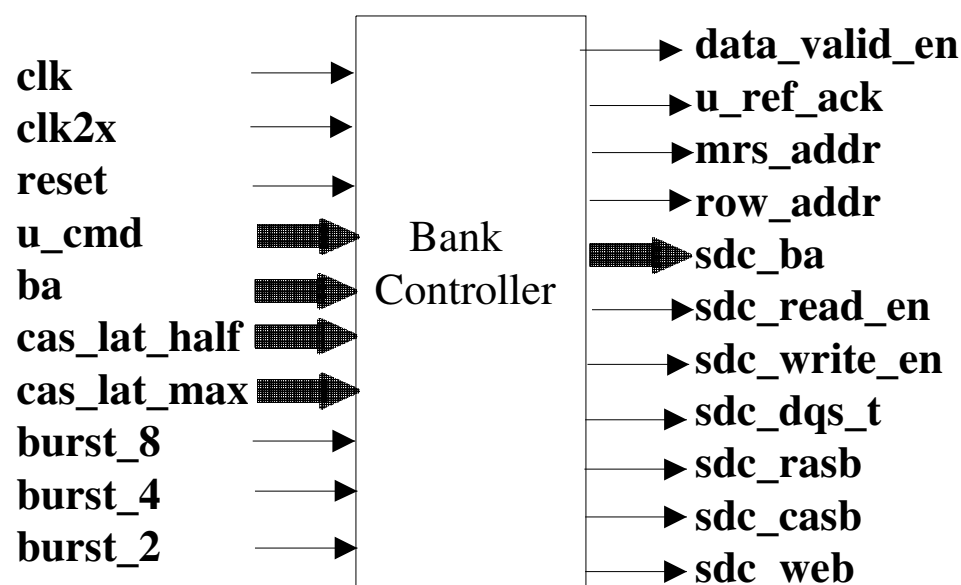 clk
clk2x
reset
u_cmd
ba
cas_lat_half
cas_lat_max
burst_8
burst_4
burst_2
Bank
Controller
data_valid_en
u_ref_ack
mrs_addr
row_addr
sdc_ba
sdc_read_en
sdc_write_en
sdc_dqs_t
sdc_rasb
sdc_casb
sdc_web